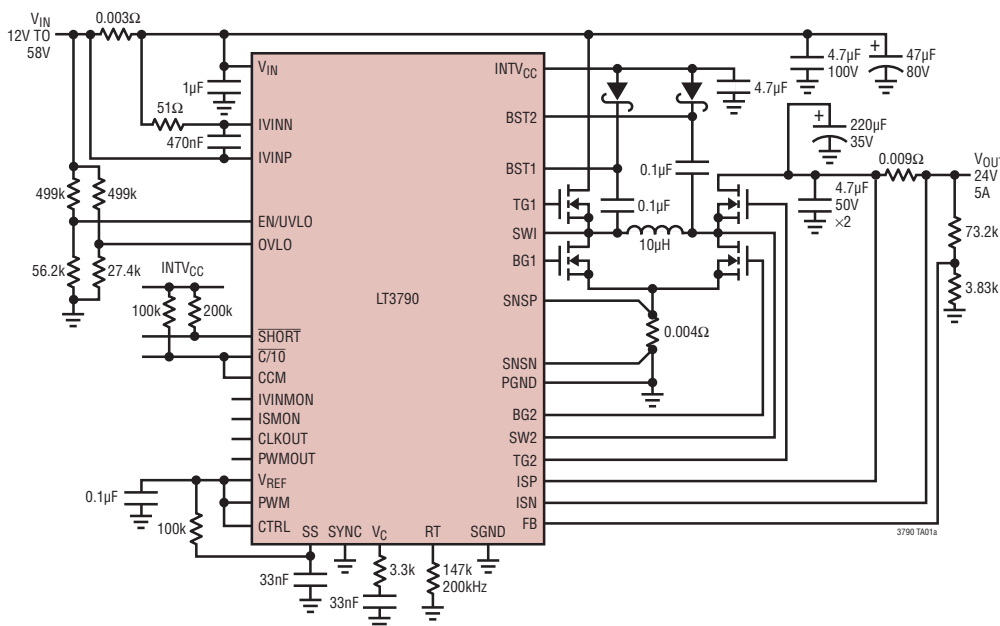 VIN
12V TO
58V
0.003Ω
1µF
51Ω
470nF
499k
499k
56.2k
27.4k
INTVCC
100k
200k
0.1µF
100k
33nF
33nF
3.3k
147k
200kHz
LT3790
VIN
IVINN
IVINP
EN/UVLO
OVLO
SHORT
C/10
CCM
IVINMON
ISMON
CLKOUT
PWMOUT
VREF
PWM
CTRL
SS
SYNC
VC
RT
SGND
INTVCC
BST2
BST1
TG1
SWI
BG1
SNSP
SNSN
PGND
BG2
SW2
TG2
ISP
ISN
FB
4.7µF
0.1µF
0.1µF
10µH
0.004Ω
4.7µF
100V
47µF
80V
+
220µF
35V
+
0.009Ω
4.7µF
50V
×2
VOUT
24V
5A
73.2k
3.83k
3790 TA01a